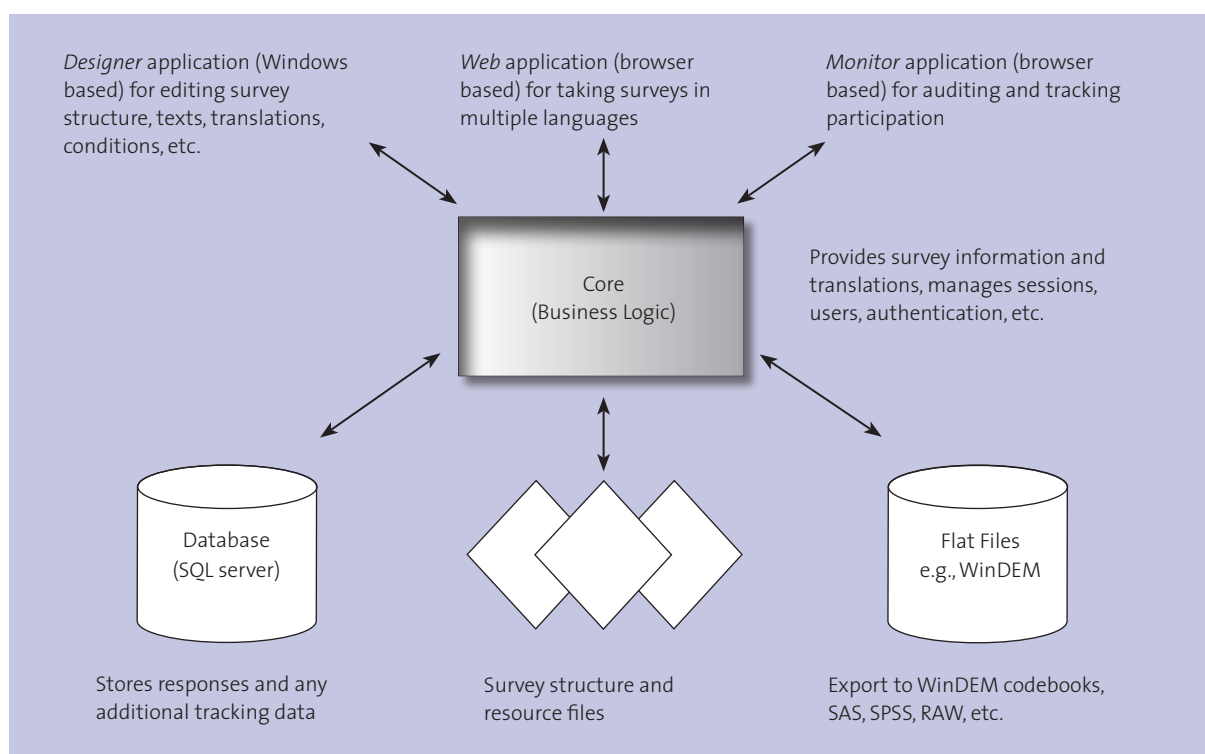 Designer application (Windows
based) for editing survey
structure, texts, translations,
conditions, etc.
Web application (browser
based) for taking surveys in
multiple languages
Monitor application (browser
based) for auditing and tracking
participation
Core
(Business Logic)
Provides survey information and
translations, manages sessions,
users, authentication, etc.
Database
(SQL server)
Flat Files
e.g., WinDEM
Stores responses and any
additional tracking data
Survey structure and
resource files
Export to WinDEM codebooks,
SAS, SPSS, RAW, etc.